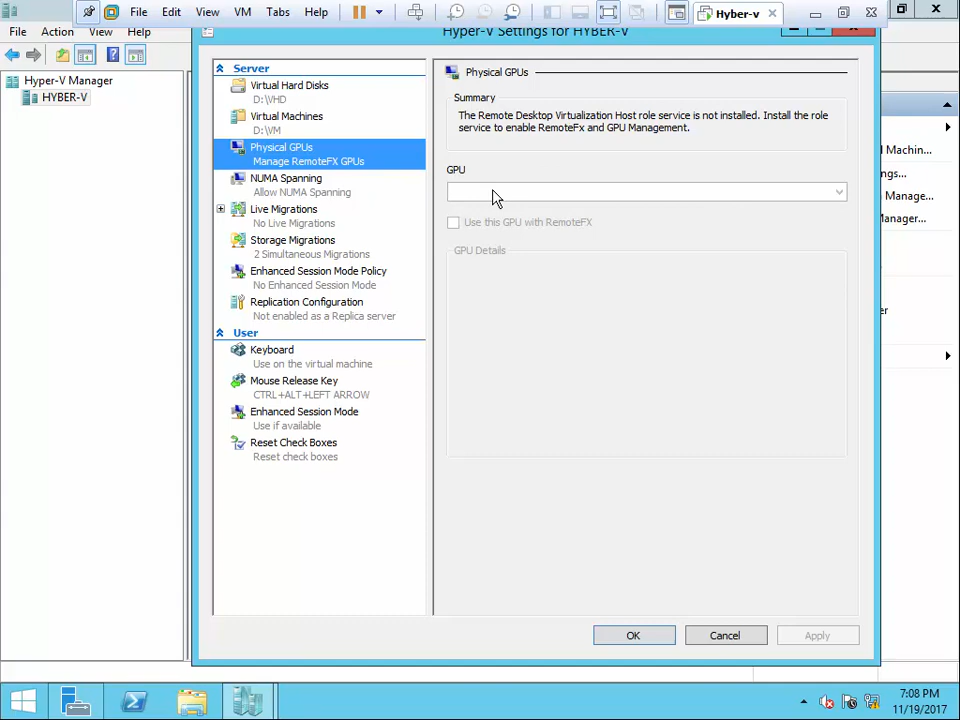 File Edit View VM Tabs Help Hyber-v
Hyper-V Settings for HYBER-V
File Action View Help
Hyper-V Manager
HYBER-V
Server
Virtual Hard Disks
D:\VHD
Virtual Machines
D:\VM
Physical GPUs
Manage RemoteFX GPUs
NUMA Spanning
Allow NUMA Spanning
Live Migrations
No Live Migrations
Storage Migrations
2 Simultaneous Migrations
Enhanced Session Mode Policy
No Enhanced Session Mode
Replication Configuration
Not enabled as a Replica server
User
Keyboard
Use on the virtual machine
Mouse Release Key
CTRL+ALT+LEFT ARROW
Enhanced Session Mode
Use if available
Reset Check Boxes
Reset check boxes
Physical GPUs
Summary
The Remote Desktop Virtualization Host role service is not installed. Install the role
service to enable RemoteFx and GPU Management.
GPU
Use this GPU with RemoteFX
GPU Details
OK Cancel Apply
l Machin...
ngs...
Manage...
anager...
er
7:08 PM
11/19/2017